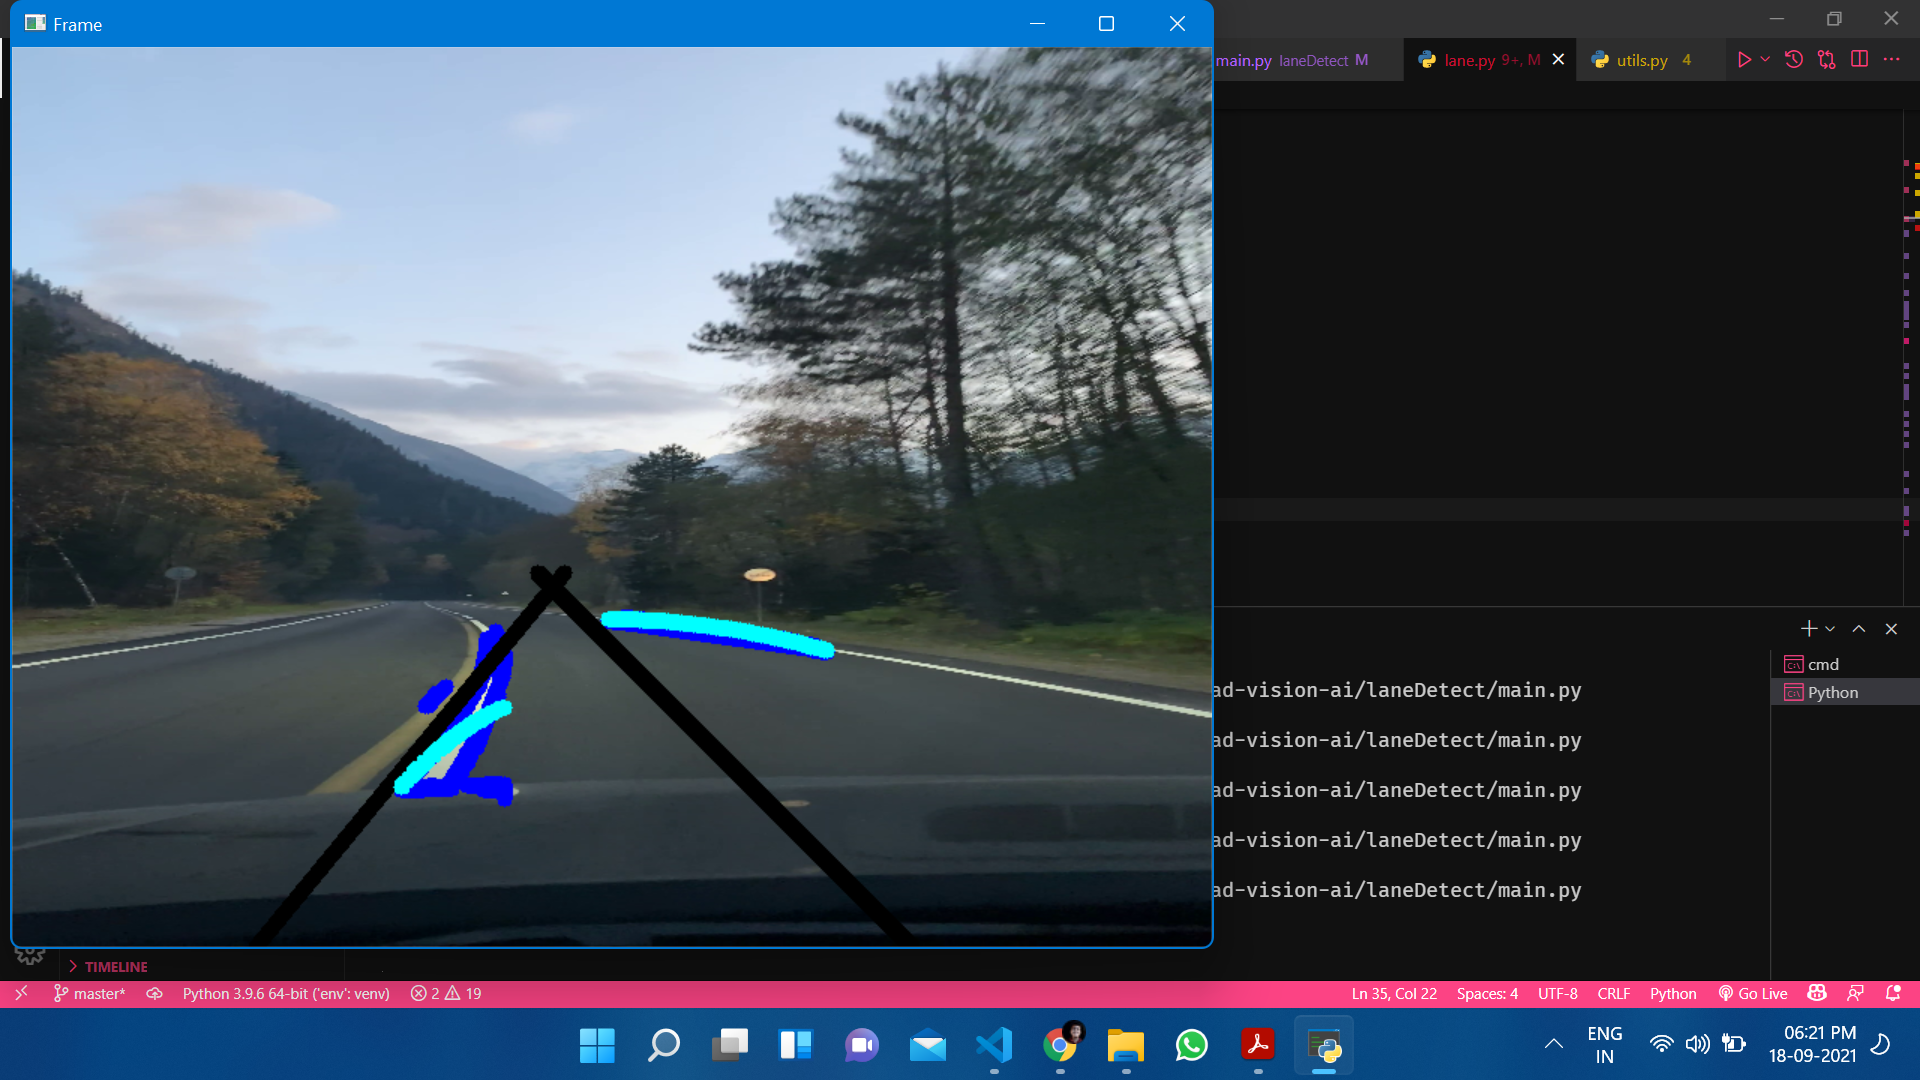 Frame
main.py laneDetect M
lane.py 9+, M
utils.py 4
ad-vision-ai/laneDetect/main.py
ad-vision-ai/laneDetect/main.py
ad-vision-ai/laneDetect/main.py
ad-vision-ai/laneDetect/main.py
ad-vision-ai/laneDetect/main.py
cmd
Python
TIMELINE
master* Python 3.9.6 64-bit ('env': venv) 2 19 Ln 35, Col 22 Spaces: 4 UTF-8 CRLF Python Go Live
ENG
IN
06:21 PM
18-09-2021